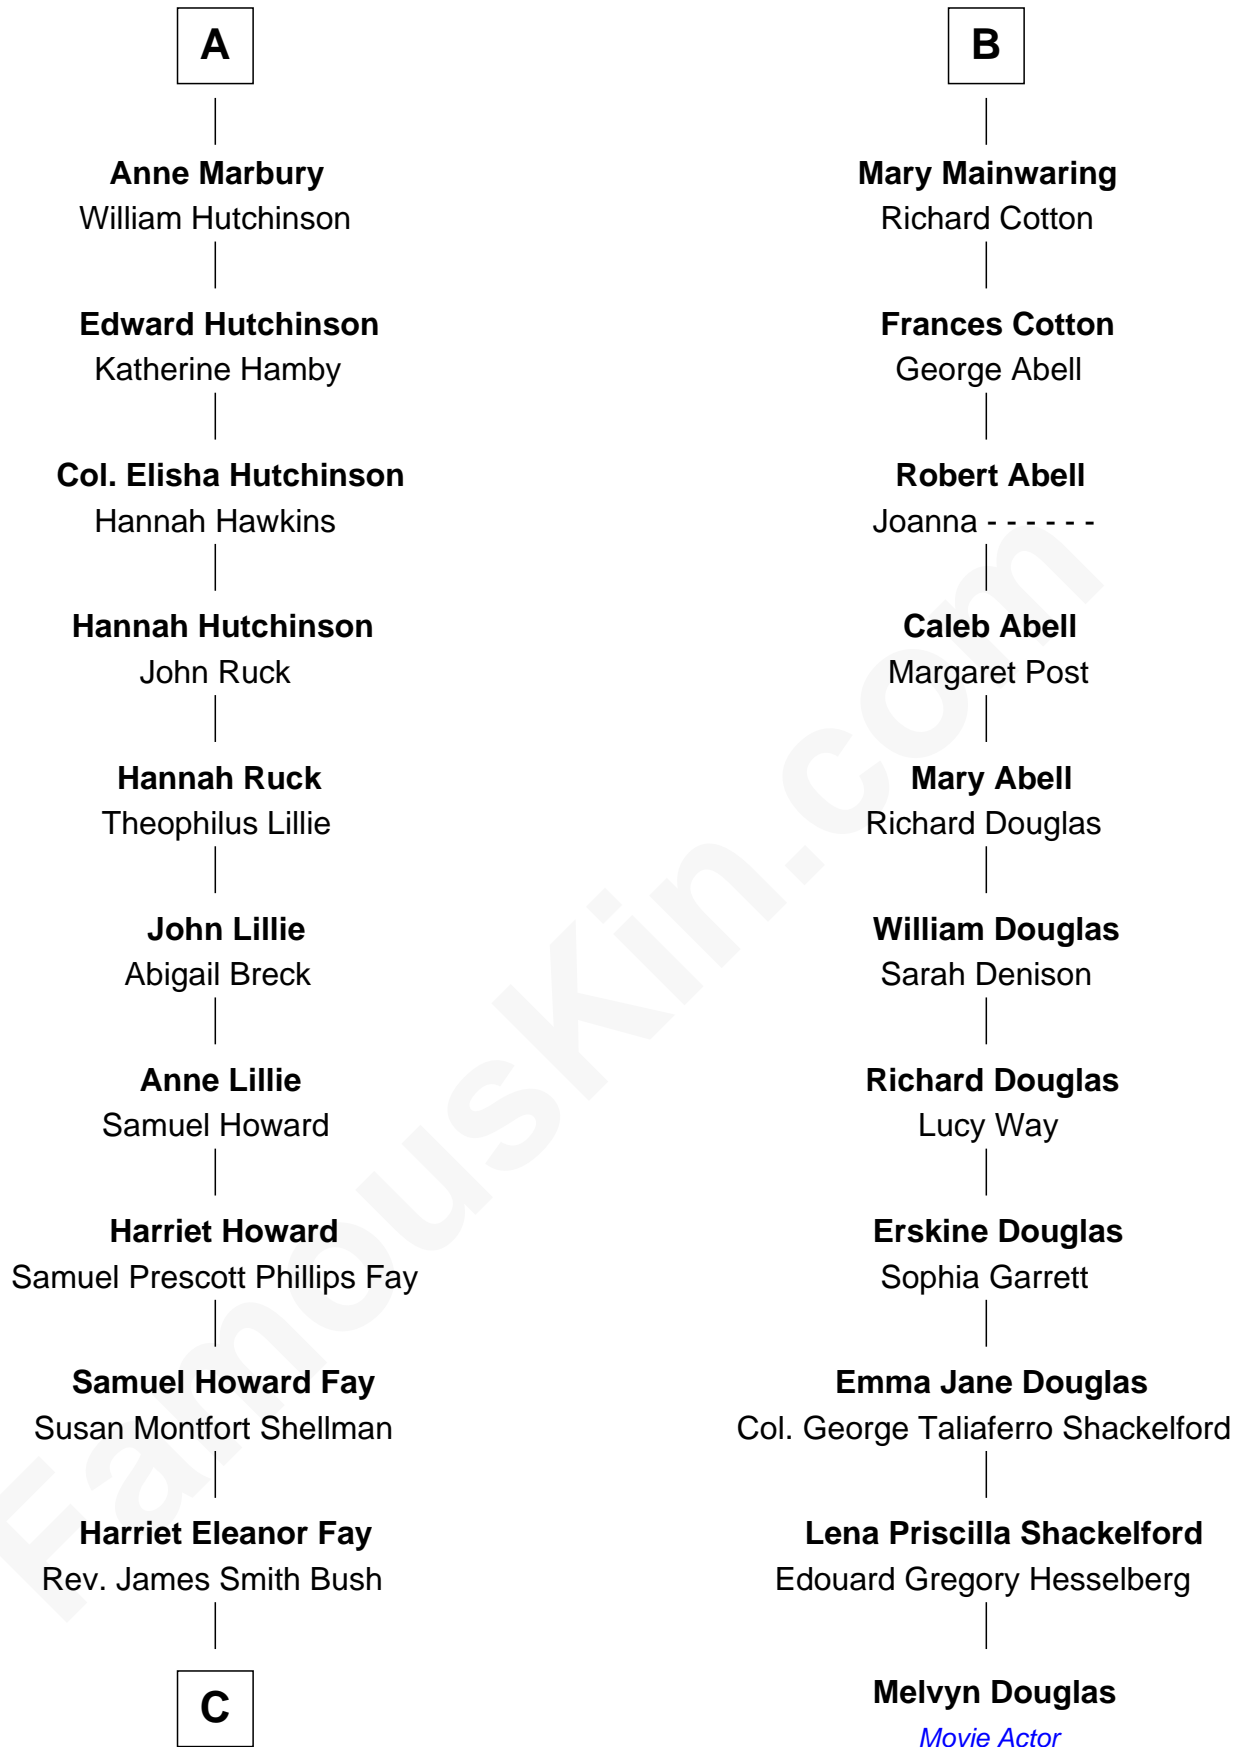 A
Anne Marbury
William Hutchinson
Edward Hutchinson
Katherine Hamby
Col. Elisha Hutchinson
Hannah Hawkins
Hannah Hutchinson
John Ruck
Hannah Ruck
Theophilus Lillie
John Lillie
Abigail Breck
Anne Lillie
Samuel Howard
Harriet Howard
Samuel Prescott Phillips Fay
Samuel Howard Fay
Susan Montfort Shellman
Harriet Eleanor Fay
Rev. James Smith Bush
C
B
Mary Mainwaring
Richard Cotton
Frances Cotton
George Abell
Robert Abell
Joanna - - - - - -
Caleb Abell
Margaret Post
Mary Abell
Richard Douglas
William Douglas
Sarah Denison
Richard Douglas
Lucy Way
Erskine Douglas
Sophia Garrett
Emma Jane Douglas
Col. George Taliaferro Shackelford
Lena Priscilla Shackelford
Edouard Gregory Hesselberg
Melvyn Douglas
Movie Actor
FamousKin.com